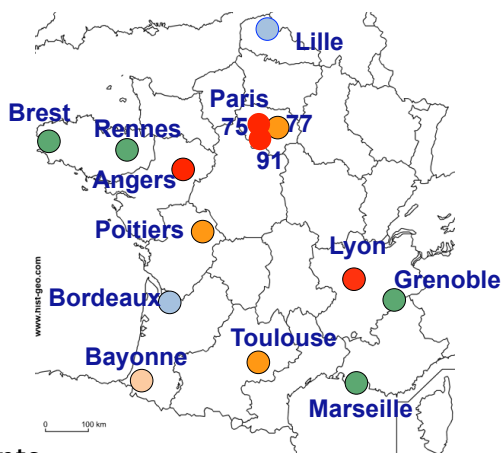 Lille
Paris
Brest
75
77
Rennes
91
Angers
Poitiers
Lyon
Grenoble
www.hist-geo.com
Bordeaux
Toulouse
Bayonne
Marseille
0 100 km